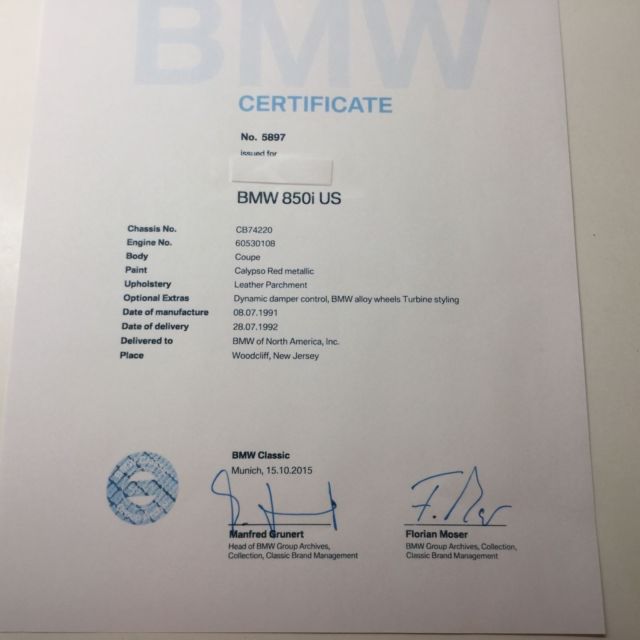 BMW
CERTIFICATE
No. 5897
issued for
BMW 850i US
Chassis No. CB74220
Engine No. 60530108
Body Coupe
Paint Calypso Red metallic
Upholstery Leather Parchment
Optional Extras Dynamic damper control, BMW alloy wheels Turbine styling
Date of manufacture 08.07.1991
Date of delivery 28.07.1992
Delivered to BMW of North America, Inc.
Place Woodcliff, New Jersey
BMW Classic
Munich, 15.10.2015
Manfred Grunert Florian Moser
Head of BMW Group Archives, BMW Group Archives, Collection,
Collection, Classic Brand Management Classic Brand Management